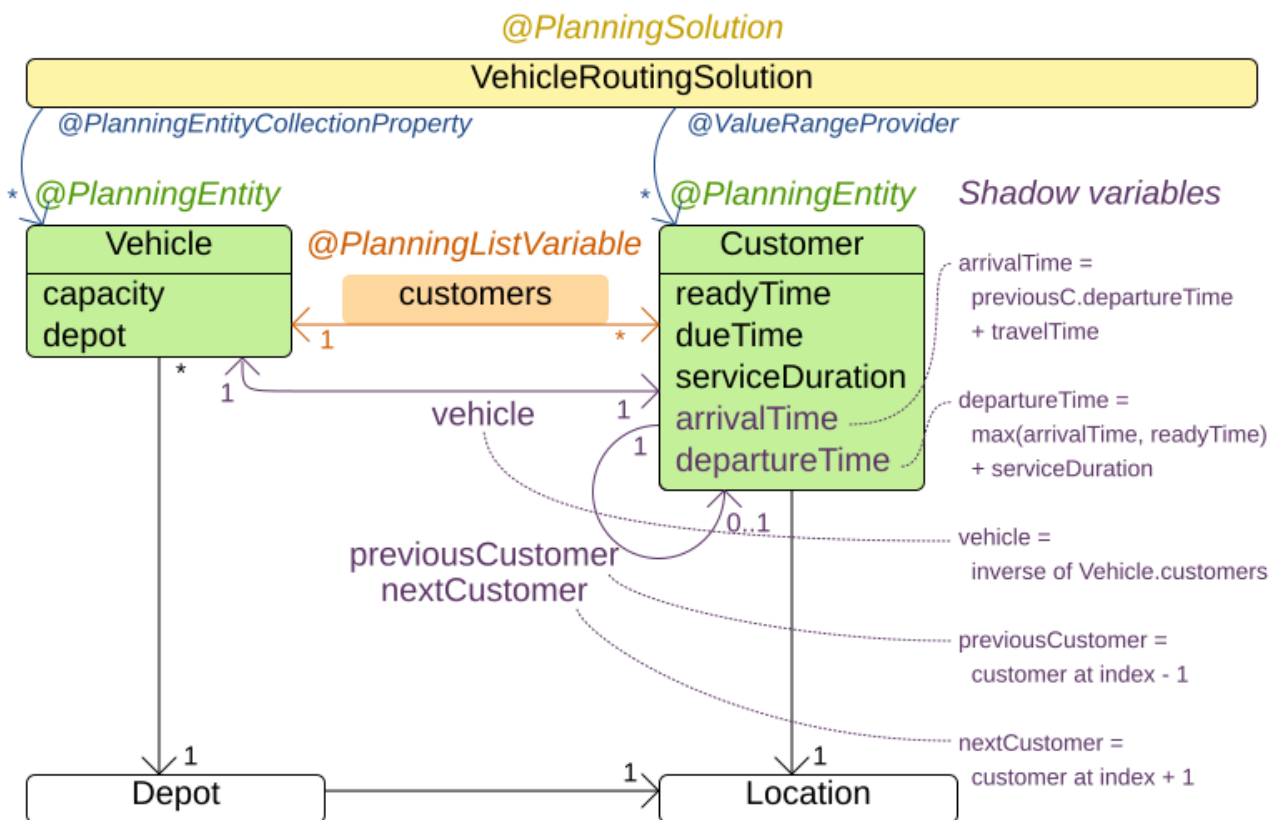 @PlanningSolution
VehicleRoutingSolution
@PlanningEntityCollectionProperty
@ValueRangeProvider
*
@PlanningEntity
*
@PlanningEntity
Shadow variables
Vehicle
@PlanningListVariable
Customer
capacity
customers
readyTime
arrivalTime =
previousC.departureTime
+ travelTime
depot
1
*
dueTime
*
1
1
serviceDuration
vehicle
arrivalTime
departureTime =
max(arrivalTime, readyTime)
+ serviceDuration
1
departureTime
0..1
vehicle =
inverse of Vehicle.customers
previousCustomer
nextCustomer
previousCustomer =
customer at index - 1
nextCustomer =
customer at index + 1
1
1
1
Depot
Location